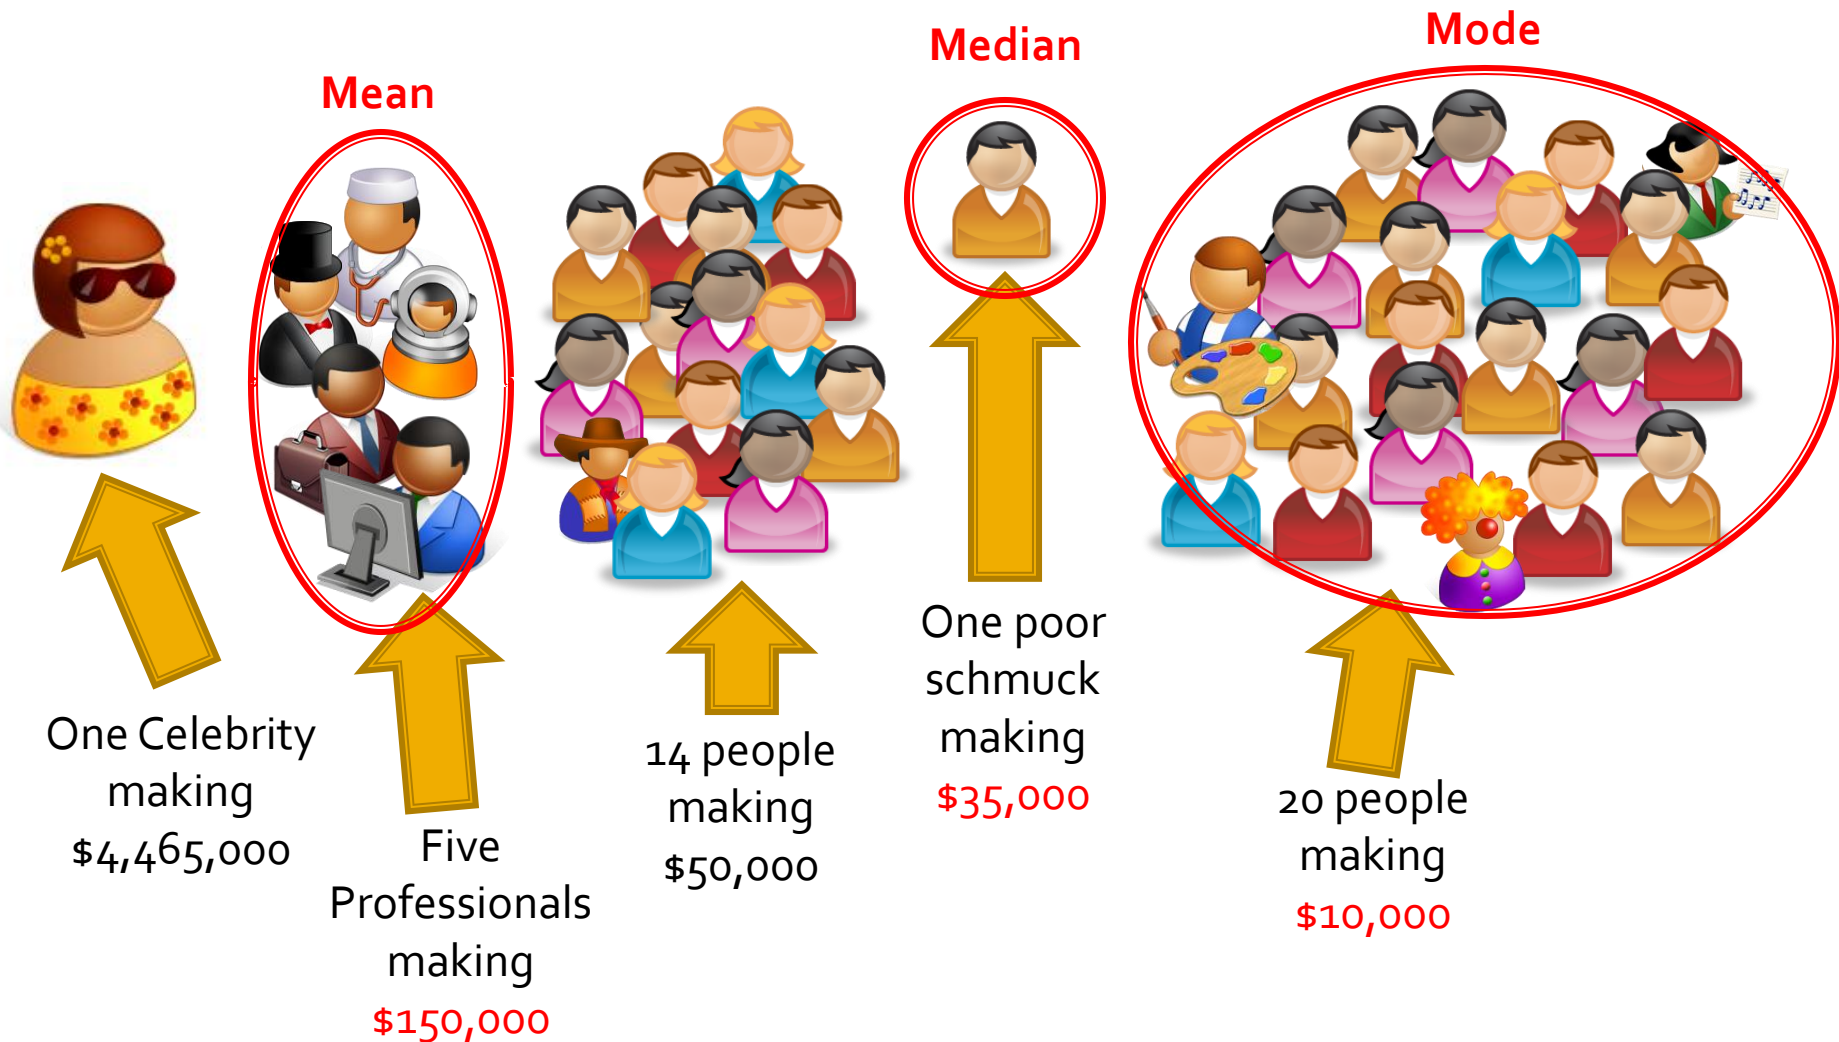 Mean
Median
Mode
One Celebrity
making
$4,465,000
Five
Professionals
making
$150,000
14 people
making
$50,000
One poor
schmuck
making
$35,000
20 people
making
$10,000